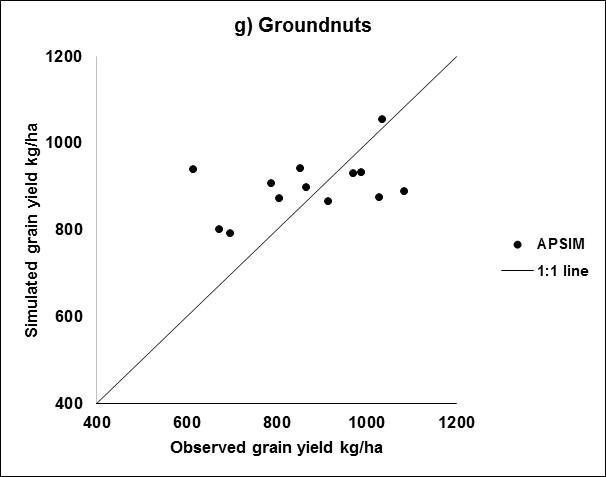 g) Groundnuts
1200
1000
800
600
400
Simulated grain yield kg/ha
400 600 800 1000 1200
Observed grain yield kg/ha
APSIM
1:1 line